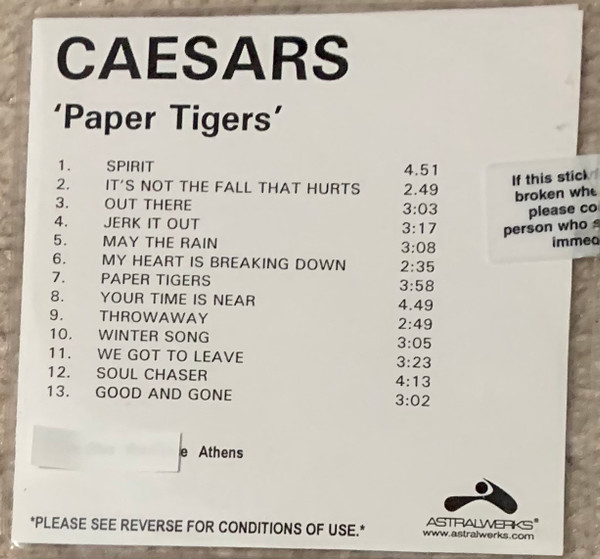 CAESARS
'Paper Tigers'
1. SPIRIT 4.51
2. IT'S NOT THE FALL THAT HURTS 2.49
3. OUT THERE 3:03
4. JERK IT OUT 3:17
5. MAY THE RAIN 3:08
6. MY HEART IS BREAKING DOWN 2:35
7. PAPER TIGERS 3:58
8. YOUR TIME IS NEAR 4.49
9. THROWAWAY 2:49
10. WINTER SONG 3:05
11. WE GOT TO LEAVE 3:23
12. SOUL CHASER 4:13
13. GOOD AND GONE 3:02
If this
broken
please
person who
Athens
*PLEASE SEE REVERSE FOR CONDITIONS OF USE.*
ASTRALWERKS®
www.astralwerks.com